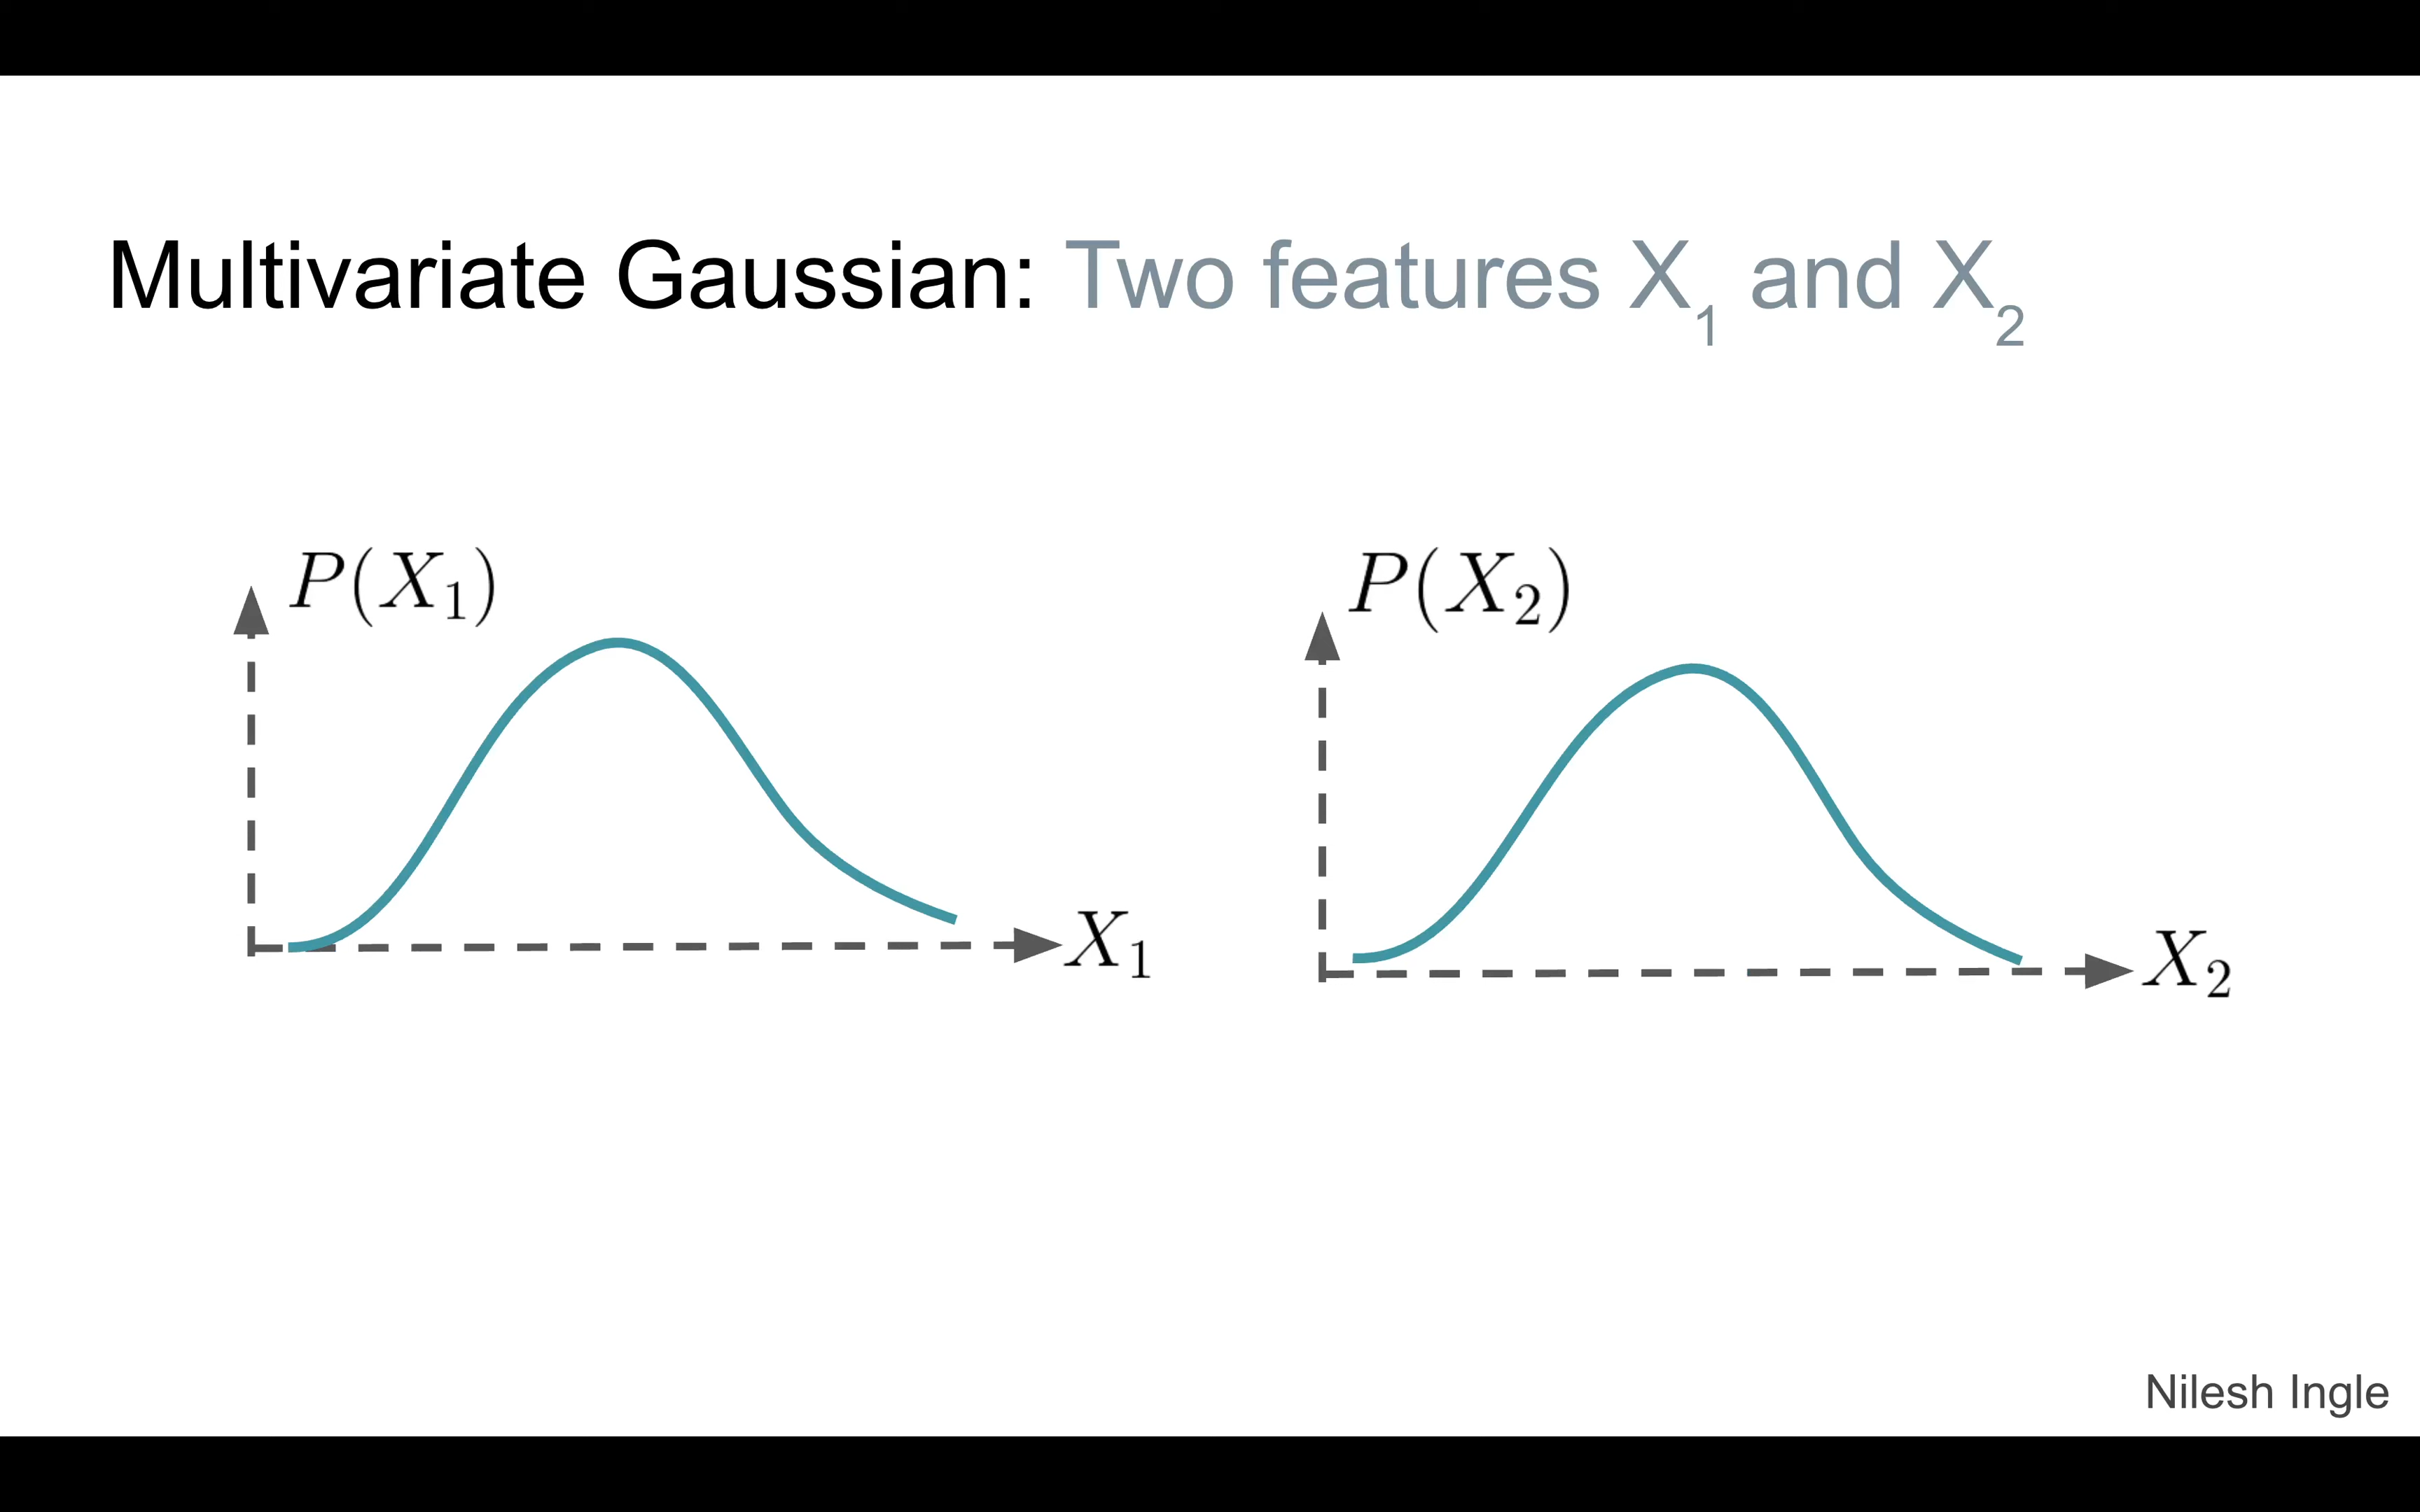 Multivariate Gaussian: Two features X₁ and X₂
P(X₁)
P(X₂)
X₁
X₂
Nilesh Ingle